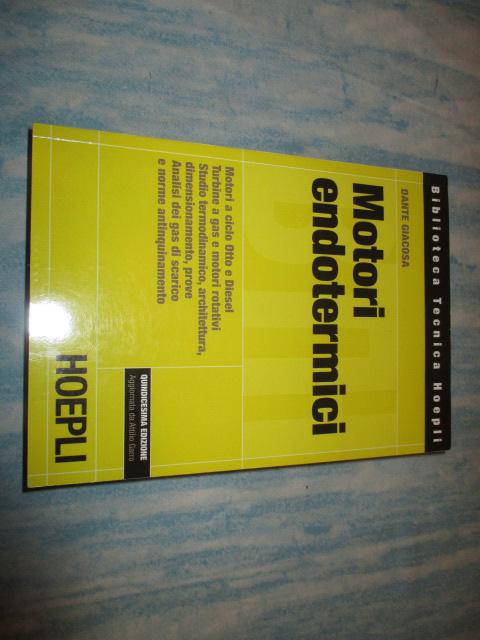 Biblioteca Tecnica Hoepli
DANTE GIACOSA
Motori
endotermici
Motori a ciclo Otto e Diesel
Turbine a gas e motori rotativi
Studio termodinamico, architettura,
dimensionamento, prove
Analisi dei gas di scarico
e norme antinquinamento
QUINDICESIMA EDIZIONE
Aggiornata da Attilio Garro
HOEPLI